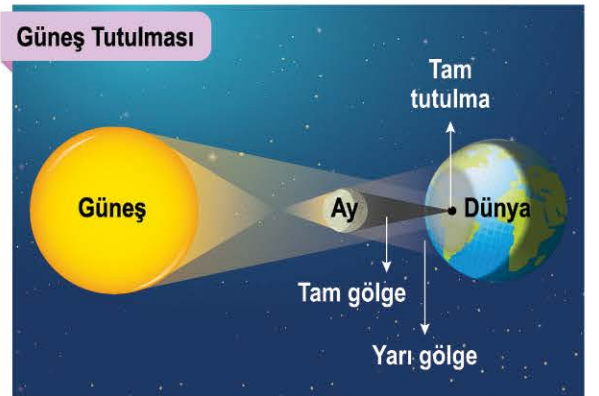 Güneş Tutulması
Tam
tutulma
Güneş
Ay
Dünya
Tam gölge
Yarı gölge